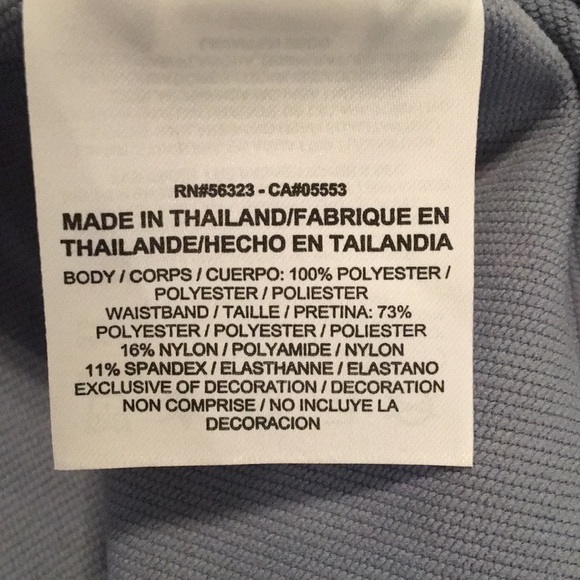 RN#56323 - CA#05553
MADE IN THAILAND/FABRIQUE EN
THAILANDE/HECHO EN TAILANDIA
BODY / CORPS / CUERPO: 100% POLYESTER /
POLYESTER / POLIESTER
WAISTBAND / TAILLE / PRETINA: 73%
POLYESTER / POLYESTER / POLIESTER
16% NYLON / POLYAMIDE / NYLON
11% SPANDEX / ELASTHANNE / ELASTANO
EXCLUSIVE OF DECORATION / DECORATION
NON COMPRISE / NO INCLUYE LA
DECORACION